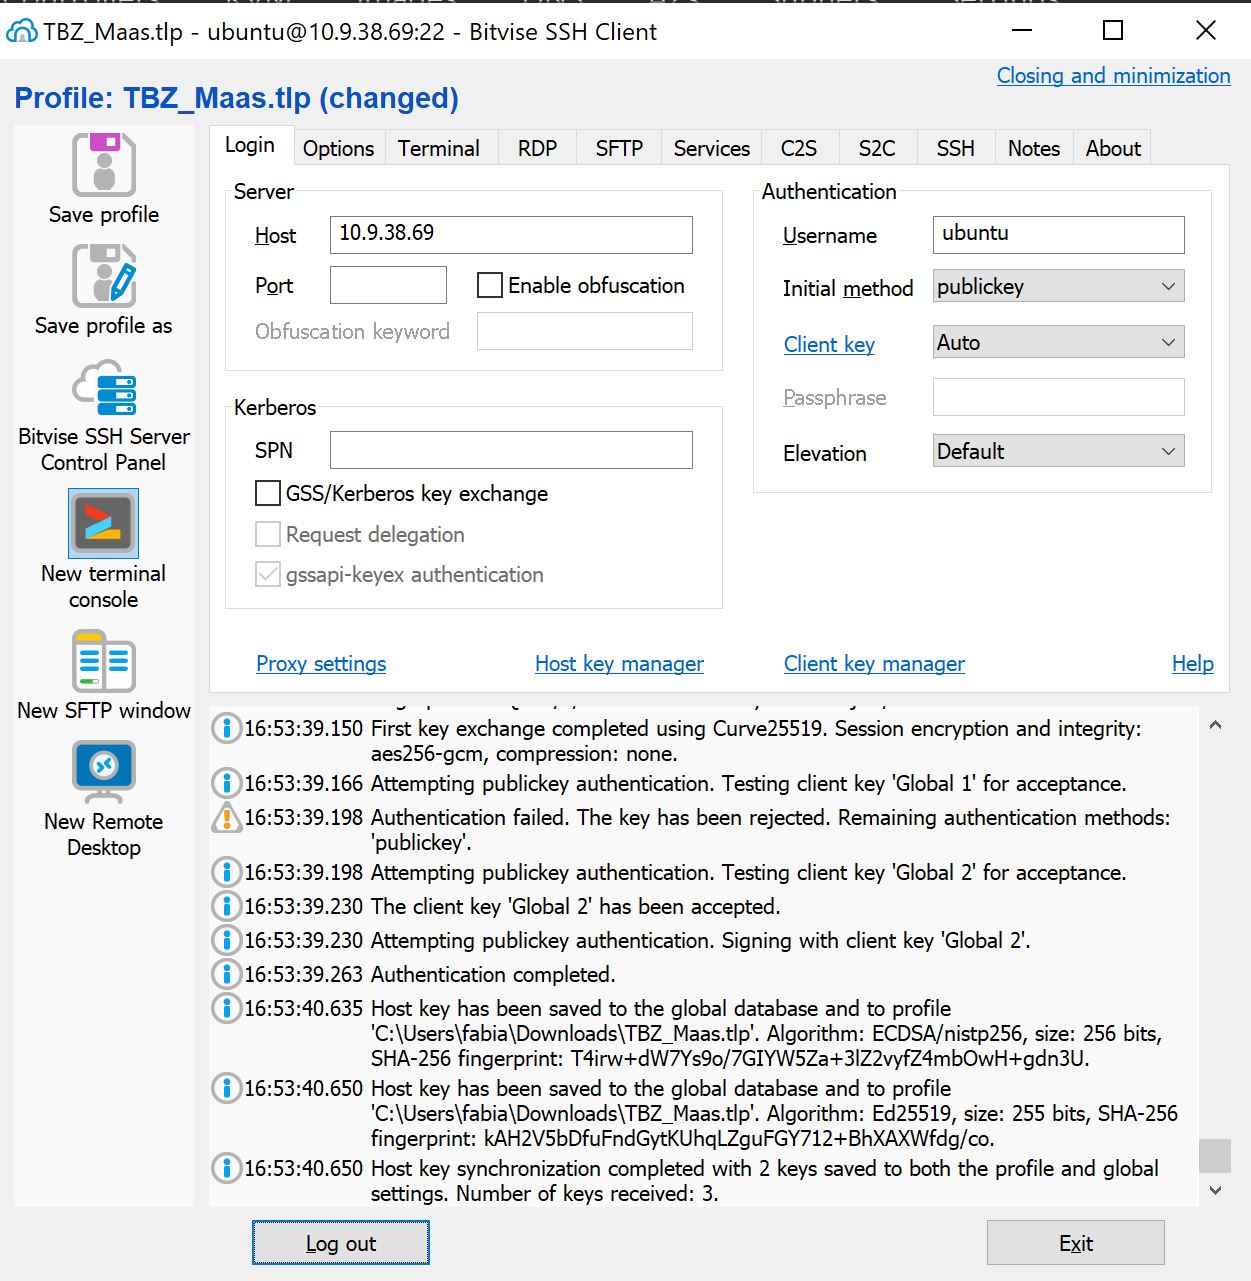 TBZ_Maas.tlp - ubuntu@10.9.38.69:22 - Bitvise SSH Client
Closing and minimization
Profile: TBZ_Maas.tlp (changed)
Save profile
Save profile as
Bitvise SSH Server
Control Panel
New terminal
console
New SFTP window
New Remote
Desktop
Login Options Terminal RDP SFTP Services C2S S2C SSH Notes About
Server
Host 10.9.38.69
Port Enable obfuscation
Obfuscation keyword
Kerberos
SPN
GSS/Kerberos key exchange
Request delegation
gssapi-keyex authentication
Authentication
Username ubuntu
Initial method publickey
Client key Auto
Passphrase
Elevation Default
Proxy settings Host key manager Client key manager Help
16:53:39.150 First key exchange completed using Curve25519. Session encryption and integrity:
aes256-gcm, compression: none.
16:53:39.166 Attempting publickey authentication. Testing client key 'Global 1' for acceptance.
16:53:39.198 Authentication failed. The key has been rejected. Remaining authentication methods:
'publickey'.
16:53:39.198 Attempting publickey authentication. Testing client key 'Global 2' for acceptance.
16:53:39.230 The client key 'Global 2' has been accepted.
16:53:39.230 Attempting publickey authentication. Signing with client key 'Global 2'.
16:53:39.263 Authentication completed.
16:53:40.635 Host key has been saved to the global database and to profile
'C:\Users\fabia\Downloads\TBZ_Maas.tlp'. Algorithm: ECDSA/nistp256, size: 256 bits,
SHA-256 fingerprint: T4irw+dW7Ys9o/7GIYW5Za+3lZ2vyfZ4mbOwH+gdn3U.
16:53:40.650 Host key has been saved to the global database and to profile
'C:\Users\fabia\Downloads\TBZ_Maas.tlp'. Algorithm: Ed25519, size: 255 bits, SHA-256
fingerprint: kAH2V5bDfuFndGytKUhqLZguFGY712+BhXAXWfdg/co.
16:53:40.650 Host key synchronization completed with 2 keys saved to both the profile and global
settings. Number of keys received: 3.
Log out Exit